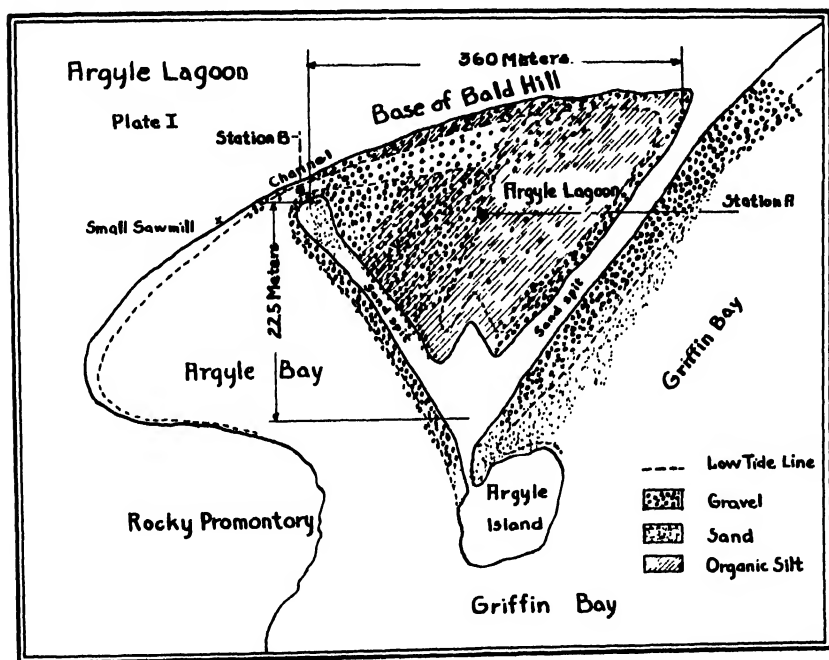 Argyle Lagoon
Plate I
360 Meters.
Base of Bald Hill
Station B
Channel
Small Sawmill x
Argyle Lagoon
Station A
225 Meters
Sand spit
Sand spit
Argyle Bay
Griffin Bay
Rocky Promontory
Argyle
Island
Griffin Bay
Low Tide Line
Gravel
Sand
Organic Silt